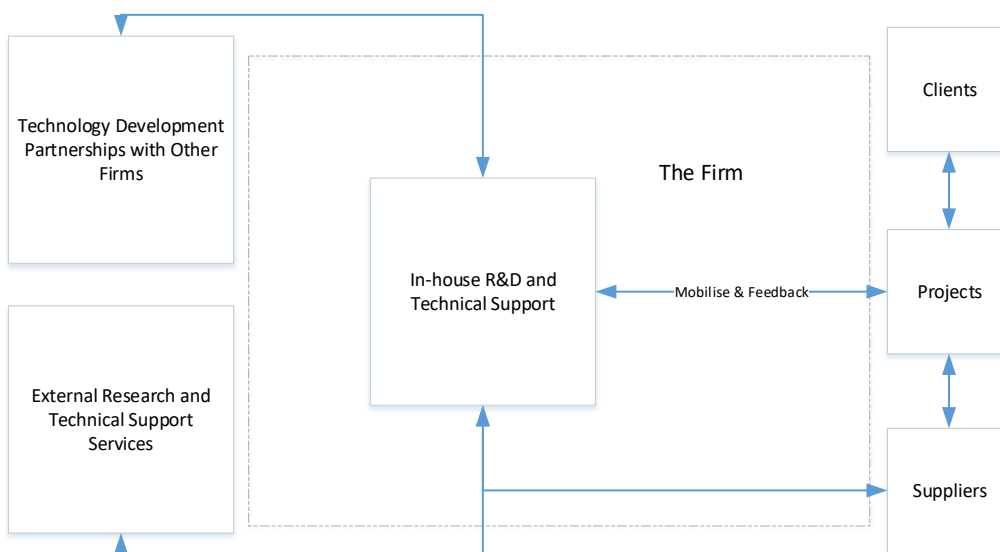 Technology Development
Partnerships with Other
Firms
The Firm
Clients
In-house R&D and
Technical Support
Mobilise & Feedback
Projects
External Research and
Technical Support
Services
Suppliers